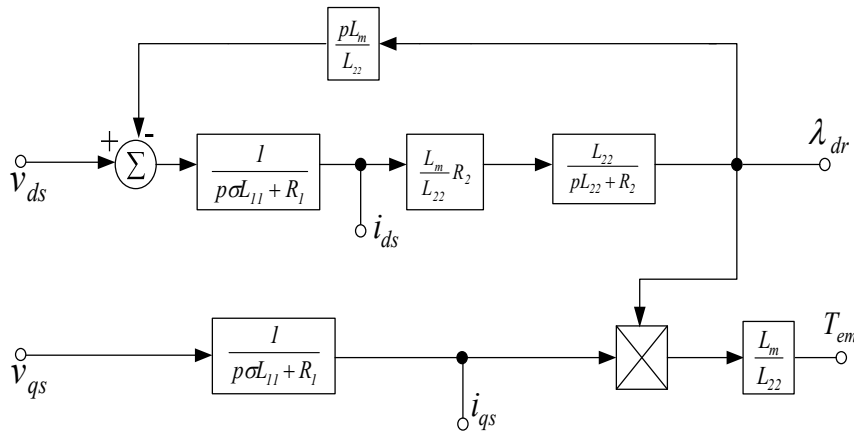 pL_m
L_22
+
-
Σ
v_ds
1
pσL_11 + R_1
L_m
L_22
R_2
L_22
pL_22 + R_2
λ_dr
i_ds
v_qs
1
pσL_11 + R_1
i_qs
L_m
L_22
T_em